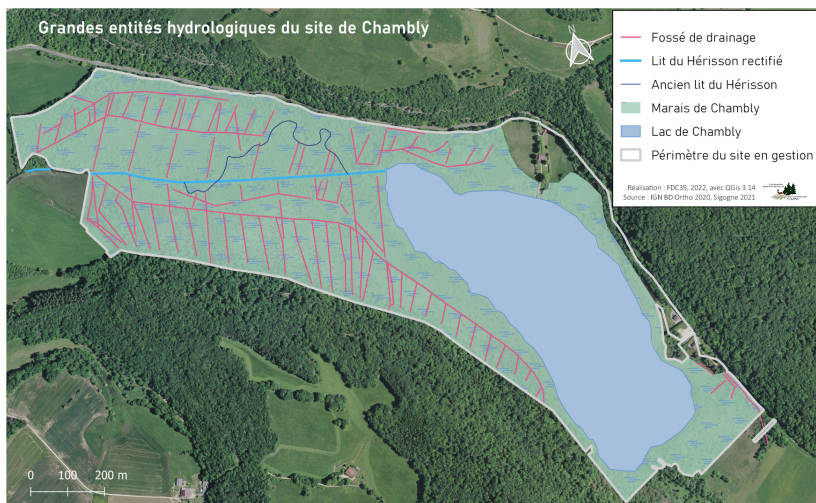 Grandes entités hydrologiques du site de Chambly
Fossé de drainage
Lit du Hérisson rectifié
Ancien lit du Hérisson
Marais de Chambly
Lac de Chambly
Périmètre du site en gestion
Réalisation : FDC39, 2022, avec QGis 3.14
Source : IGN BD Ortho 2020, Sigogne 2021
0 100 200 m